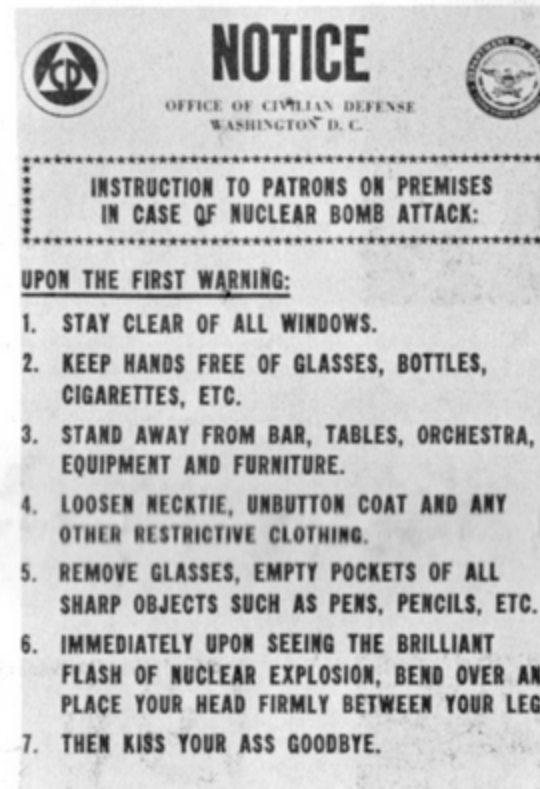 CD
NOTICE
OFFICE OF CIVILIAN DEFENSE
WASHINGTON D. C.
INSTRUCTION TO PATRONS ON PREMISES
IN CASE OF NUCLEAR BOMB ATTACK:
UPON THE FIRST WARNING:
1. STAY CLEAR OF ALL WINDOWS.
2. KEEP HANDS FREE OF GLASSES, BOTTLES,
CIGARETTES, ETC.
3. STAND AWAY FROM BAR, TABLES, ORCHESTRA,
EQUIPMENT AND FURNITURE.
4. LOOSEN NECKTIE, UNBUTTON COAT AND ANY
OTHER RESTRICTIVE CLOTHING.
5. REMOVE GLASSES, EMPTY POCKETS OF ALL
SHARP OBJECTS SUCH AS PENS, PENCILS, ETC.
6. IMMEDIATELY UPON SEEING THE BRILLIANT
FLASH OF NUCLEAR EXPLOSION, BEND OVER AN
PLACE YOUR HEAD FIRMLY BETWEEN YOUR LEG
7. THEN KISS YOUR ASS GOODBYE.